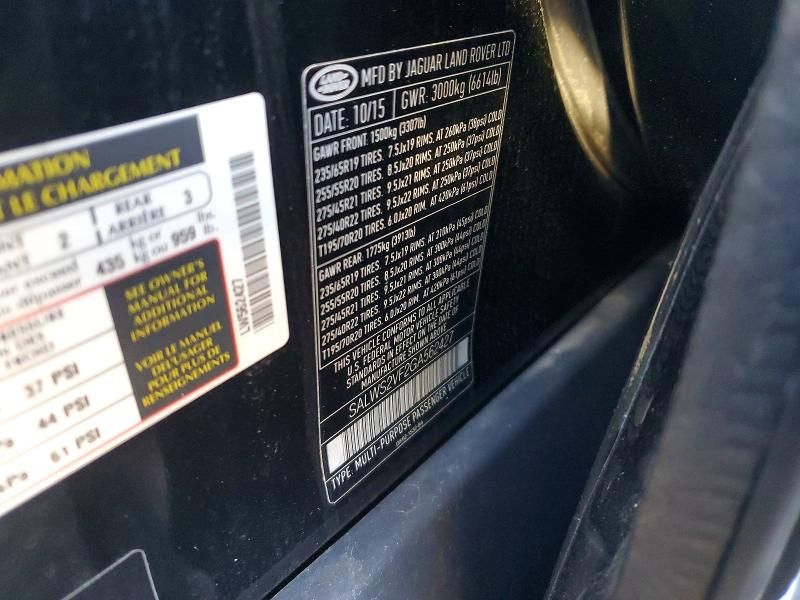 MATION
T LE CHARGEMENT
2
REAR
ARRIÈRE
3
exceed
435
kg or
kg ou
959
lbs.
lb.
SEE OWNER'S
MANUAL FOR
ADDITIONAL
INFORMATION
VOIR LE MANUEL
DE L'USAGER
POUR PLUS DE
RENSEIGNEMENTS
37 PSI
44 PSI
61 PSI
LAND
ROVER
MFD BY JAGUAR LAND ROVER LTD
DATE: 10/15
GWR: 3000kg (6614lb)
GAWR FRONT: 1500kg (3307lb)
235/65R19 TIRES. 7.5Jx19 RIMS. AT 260kPa (38psi) COLD
255/55R20 TIRES. 8.5Jx20 RIMS. AT 250kPa (37psi) COLD
275/45R21 TIRES. 9.5Jx21 RIMS. AT 250kPa (37psi) COLD
275/40R22 TIRES. 9.5Jx22 RIMS. AT 250kPa (37psi) COLD
T195/70R20 TIRES. 6.0Jx20 RIM. AT 420kPa (61psi) COLD
GAWR REAR: 1775kg (3913lb)
235/65R19 TIRES. 7.5Jx19 RIMS. AT 310kPa (45psi) COLD
255/55R20 TIRES. 8.5Jx20 RIMS. AT 300kPa (44psi) COLD
275/45R21 TIRES. 9.5Jx21 RIMS. AT 300kPa (44psi) COLD
275/40R22 TIRES. 9.5Jx22 RIMS. AT 300kPa (44psi) COLD
T195/70R20 TIRES. 6.0Jx20 RIM. AT 420kPa (61psi) COLD
THIS VEHICLE CONFORMS TO ALL APPLICABLE
U.S. FEDERAL MOTOR VEHICLE SAFETY
STANDARDS IN EFFECT ON THE DATE OF
MANUFACTURE SHOWN ABOVE.
SALWS2VF2GA562427
TYPE: MULTI-PURPOSE PASSENGER VEHICLE